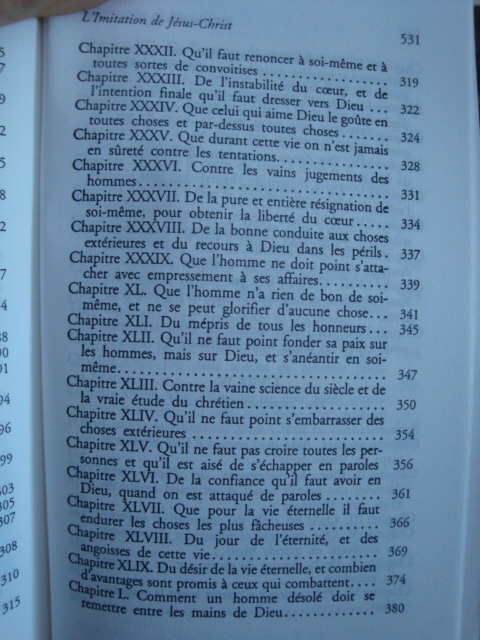 L'Imitation de Jésus-Christ 531
Chapitre XXXII. Qu'il faut renoncer à soi-même et à
toutes sortes de convoitises .................. 319
Chapitre XXXIII. De l'instabilité du cœur, et de
l'intention finale qu'il faut dresser vers Dieu ... 322
Chapitre XXXIV. Que celui qui aime Dieu le goûte en
toutes choses et par-dessus toutes choses ....... 324
Chapitre XXXV. Que durant cette vie on n'est jamais
en sûreté contre les tentations................. 328
Chapitre XXXVI. Contre les vains jugements des
hommes................................... 331
Chapitre XXXVII. De la pure et entière résignation de
soi-même, pour obtenir la liberté du cœur....... 334
Chapitre XXXVIII. De la bonne conduite aux choses
extérieures et du recours à Dieu dans les périls. 337
Chapitre XXXIX. Que l'homme ne doit point s'atta-
cher avec empressement à ses affaires........... 339
Chapitre XL. Que l'homme n'a rien de bon de soi-
même, et ne se peut glorifier d'aucune chose... 341
Chapitre XLI. Du mépris de tous les honneurs... 345
Chapitre XLII. Qu'il ne faut point fonder sa paix sur
les hommes, mais sur Dieu, et s'anéantir en soi-
même..................................... 347
Chapitre XLIII. Contre la vaine science du siècle et de
la vraie étude du chrétien ..................... 350
Chapitre XLIV. Qu'il ne faut point s'embarrasser des
choses extérieures ............................ 354
Chapitre XLV. Qu'il ne faut pas croire toutes les per-
sonnes et qu'il est aisé de s'échapper en paroles 356
Chapitre XLVI. De la confiance qu'il faut avoir en
Dieu, quand on est attaqué de paroles ......... 361
Chapitre XLVII. Que pour la vie éternelle il faut
endurer les choses les plus fâcheuses ........... 366
Chapitre XLVIII. Du jour de l'éternité, et des
angoisses de cette vie......................... 369
Chapitre XLIX. Du désir de la vie éternelle, et combien
d'avantages sont promis à ceux qui combattent.... 374
Chapitre L. Comment un homme désolé doit se
remettre entre les mains de Dieu............... 380